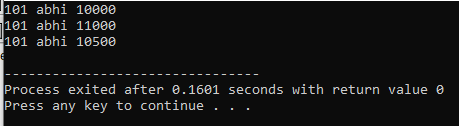 101 abhi 10000
101 abhi 11000
101 abhi 10500
--------------------------------
Process exited after 0.1601 seconds with return value 0
Press any key to continue . . .